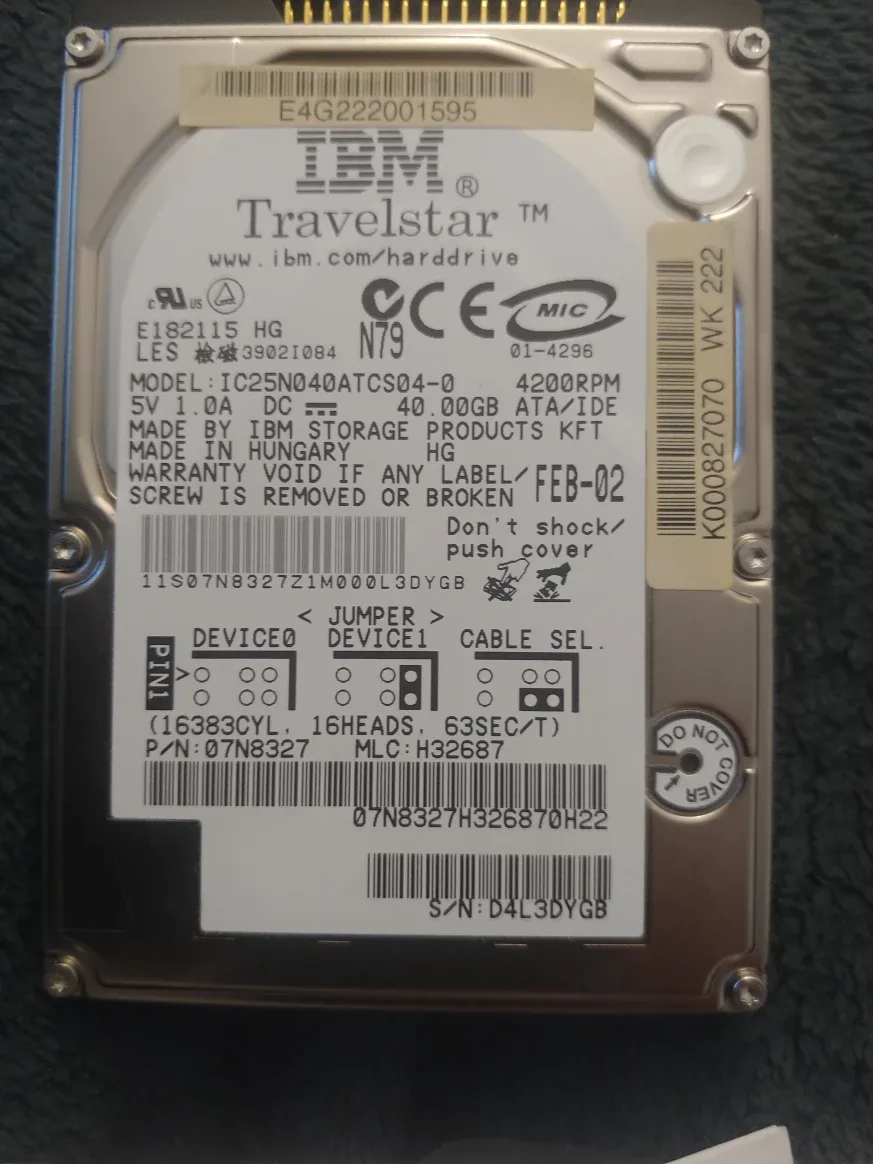 E4G222001595
IBM ®
Travelstar ™
www.ibm.com/harddrive
c RU US
E182115 HG
LES 検磁 3902I084
N79
CE
MIC
01-4296
MODEL:IC25N040ATCS04-0 4200RPM
5V 1.0A DC 40.00GB ATA/IDE
MADE BY IBM STORAGE PRODUCTS KFT
MADE IN HUNGARY HG
WARRANTY VOID IF ANY LABEL/
SCREW IS REMOVED OR BROKEN
FEB-02
Don't shock/
push cover
11S07N8327Z1M000L3DYGB
< JUMPER >
DEVICE0 DEVICE1 CABLE SEL.
PIN1 >
(16383CYL, 16HEADS, 63SEC/T)
P/N:07N8327 MLC:H32687
07N8327H326870H22
S/N:D4L3DYGB
K000827070 WK 222
DO NOT COVER